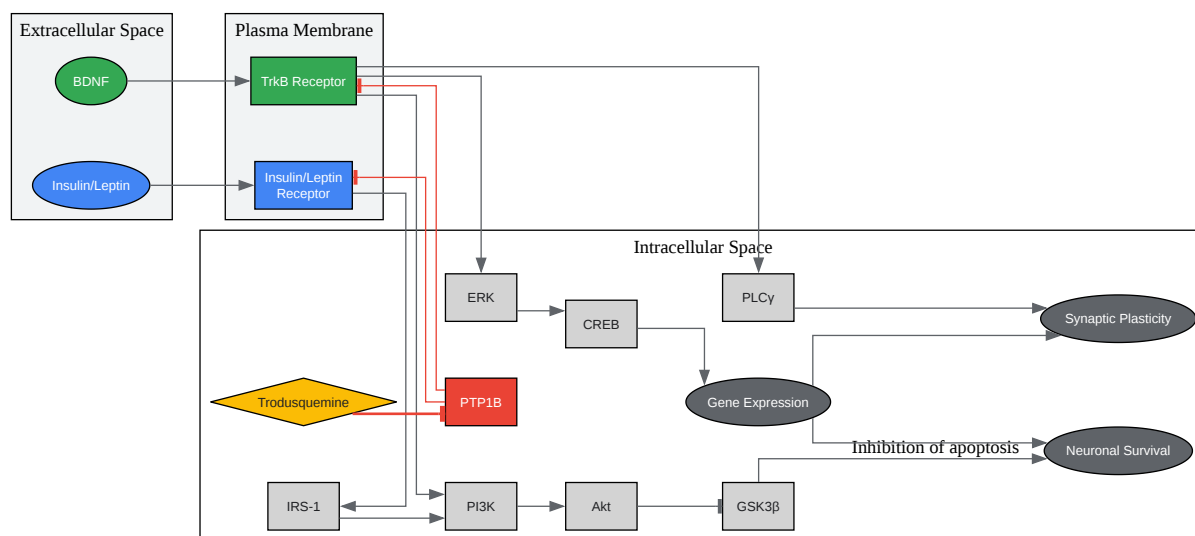 Extracellular Space
Plasma Membrane
BDNF
TrkB Receptor
Insulin/Leptin
Insulin/Leptin
Receptor
Intracellular Space
ERK
PLCγ
CREB
Synaptic Plasticity
Trodusquemine
PTP1B
Gene Expression
Inhibition of apoptosis
Neuronal Survival
IRS-1
PI3K
Akt
GSK3β